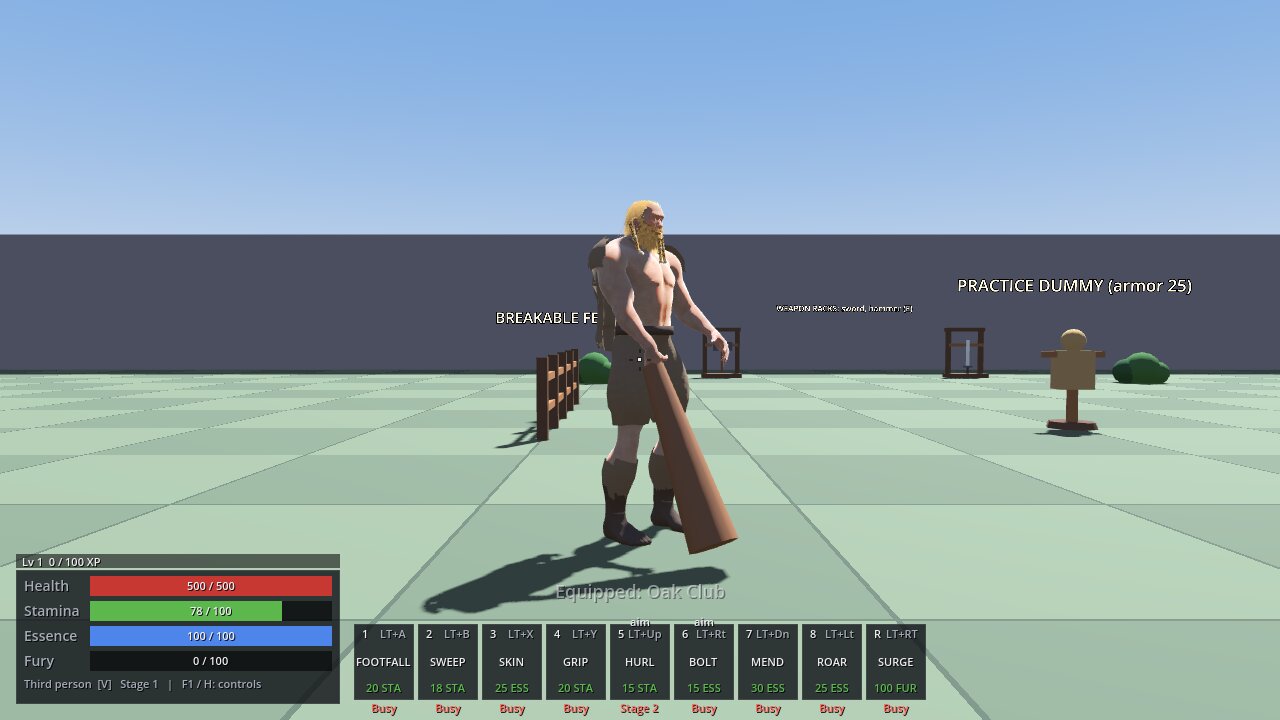 PRACTICE DUMMY (armor 25)
WEAPON RACKS: sword, hammer (E)
BREAKABLE FE
Lv 1 0 / 100 XP
Health 500 / 500
Stamina 78 / 100
Essence 100 / 100
Fury 0 / 100
Third person [V] Stage 1 | F1 / H: controls
Equipped: Oak Club
aim aim
1 LT+A 2 LT+B 3 LT+X 4 LT+Y 5 LT+Up 6 LT+Rt 7 LT+Dn 8 LT+Lt R LT+RT
FOOTFALL SWEEP SKIN GRIP HURL BOLT MEND ROAR SURGE
20 STA 18 STA 25 ESS 20 STA 15 STA 15 ESS 30 ESS 25 ESS 100 FUR
Busy Busy Busy Busy Stage 2 Busy Busy Busy Busy